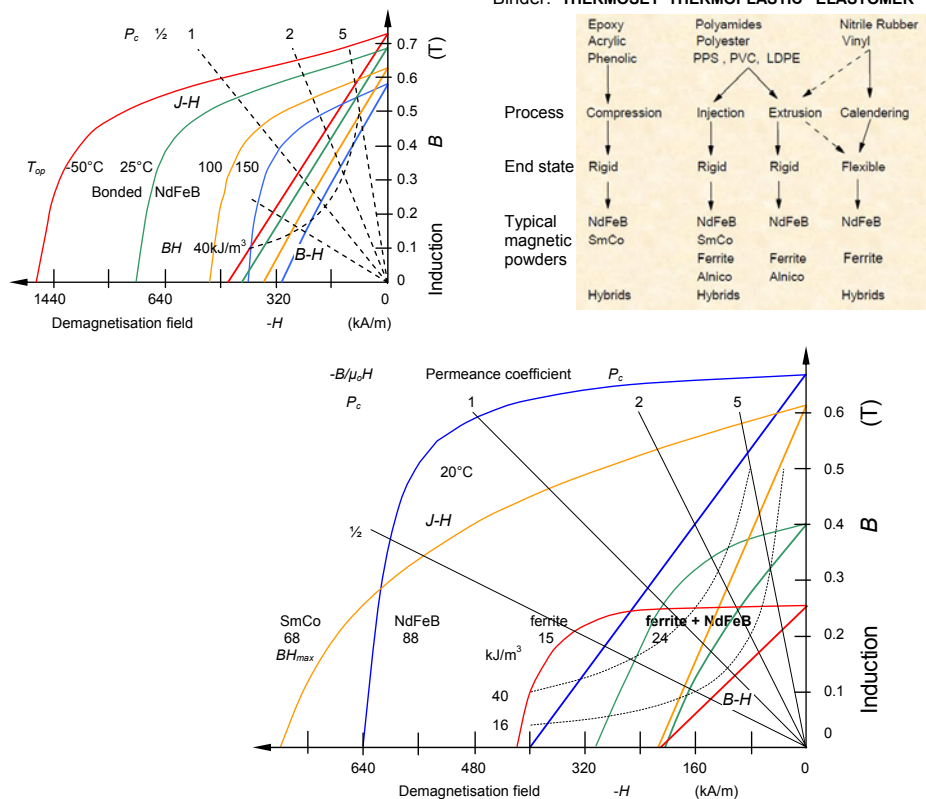 Binder: THERMOSET THERMOPLASTIC ELASTOMER
Pc ½ 1 2 5
0.7
(T)
0.6
J-H
0.5
B
0.4
Top -50°C 25°C 100 150
0.3
Bonded NdFeB
0.2
Induction
BH 40kJ/m³
0.1
B-H
0
1440 640 320 0
Demagnetisation field -H (kA/m)
Epoxy Polyamides Nitrile Rubber
Acrylic Polyester Vinyl
Phenolic PPS , PVC, LDPE
Process Compression Injection Extrusion Calendering
End state Rigid Rigid Rigid Flexible
Typical NdFeB NdFeB NdFeB NdFeB
magnetic SmCo SmCo
powders Ferrite Ferrite Ferrite
Alnico Alnico
Hybrids Hybrids Hybrids
-B/µoH Permeance coefficient Pc
Pc 1 2 5
0.6
(T)
20°C
0.5
J-H
½
B
0.4
0.3
SmCo NdFeB ferrite ferrite + NdFeB
68 88 15 24
BHmax
kJ/m³
0.2
Induction
40
B-H
0.1
16
0
640 480 320 160 0
Demagnetisation field -H (kA/m)